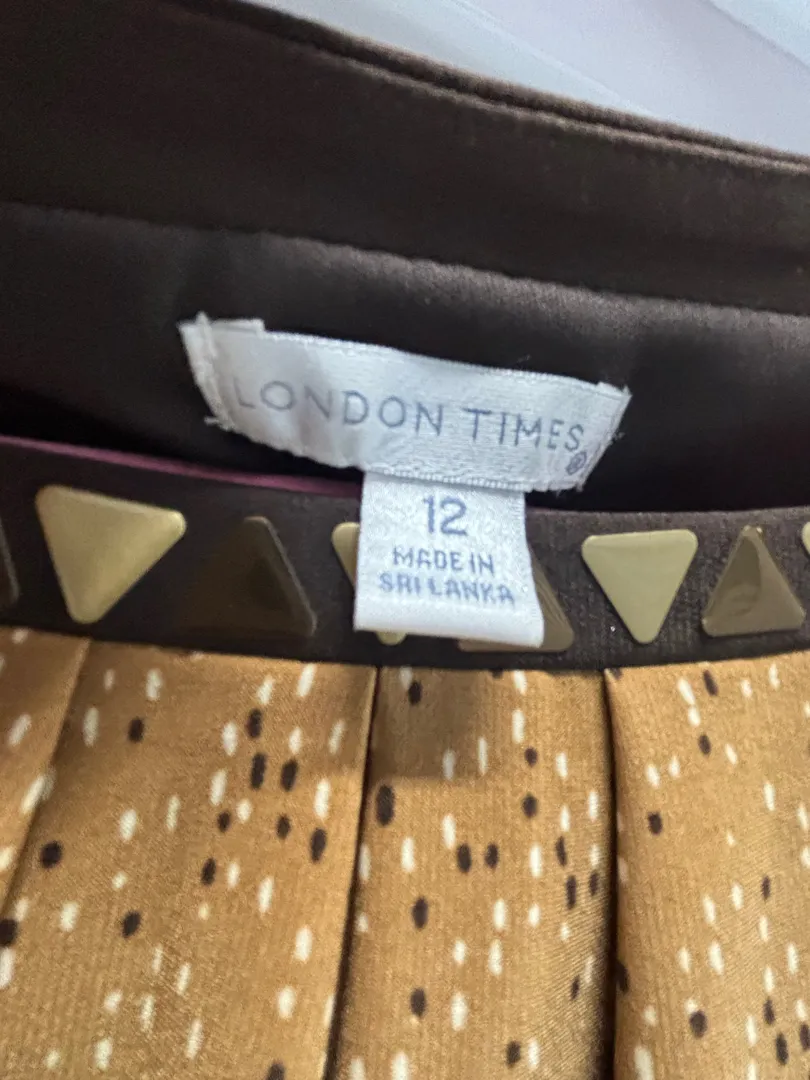 LONDON TIMES
12
MADE IN
SRI LANKA